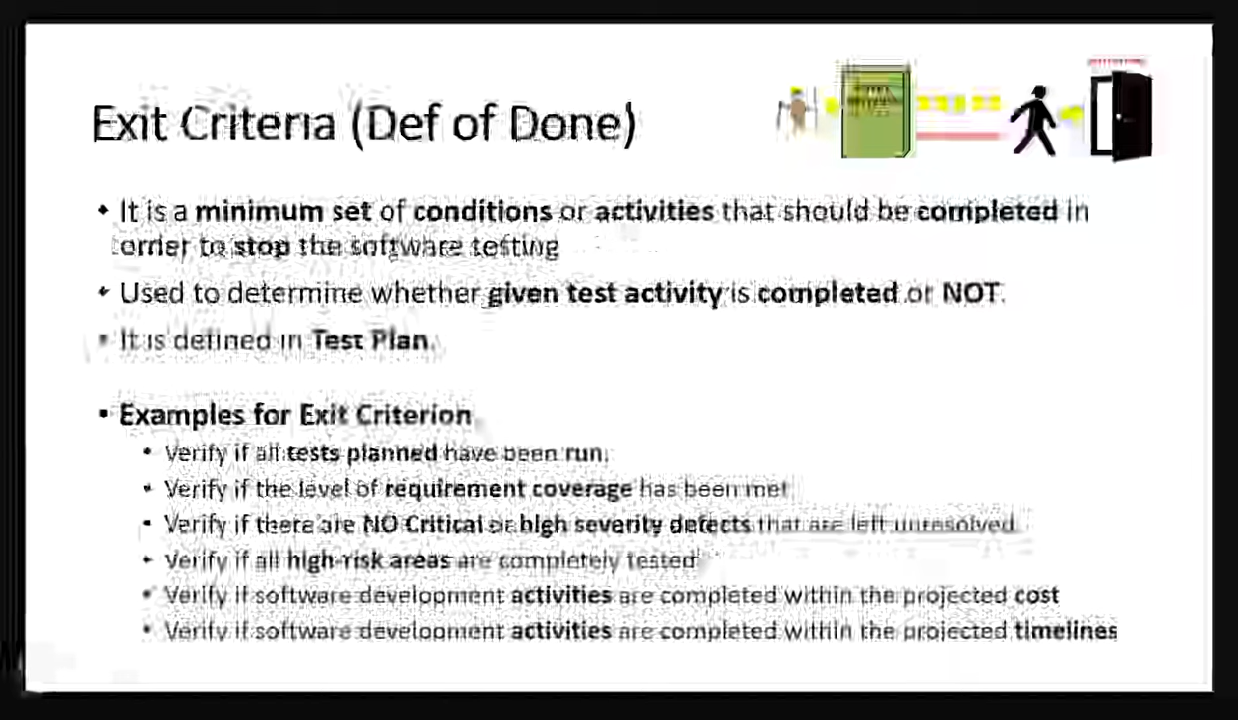 Exit Criteria (Def of Done)
• It is a minimum set of conditions or activities that should be completed in
order to stop the software testing
• Used to determine whether given test activity is completed or NOT.
• It is defined in Test Plan.
• Examples for Exit Criterion
• Verify if all tests planned have been run.
• Verify if the level of requirement coverage has been met
• Verify if there are NO Critical or high severity defects that are left unresolved
• Verify if all high-risk areas are completely tested
• Verify if software development activities are completed within the projected cost
• Verify if software development activities are completed within the projected timelines